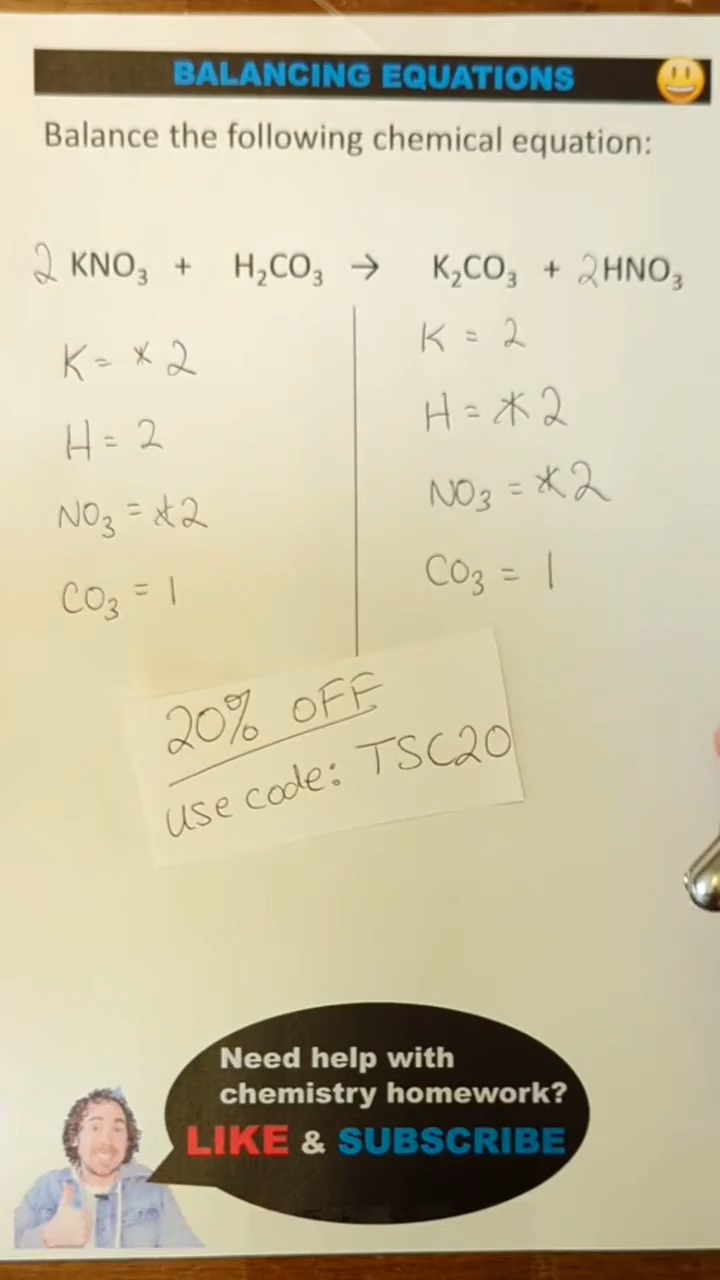 BALANCING EQUATIONS
Balance the following chemical equation:
2 KNO₃ + H₂CO₃ → K₂CO₃ + 2HNO₃
K = 2
K = 2
H = 2
H = 2
NO₃ = 2
NO₃ = 2
CO₃ = 1
CO₃ = 1
20% OFF
use code: TSC20
Need help with
chemistry homework?
LIKE & SUBSCRIBE